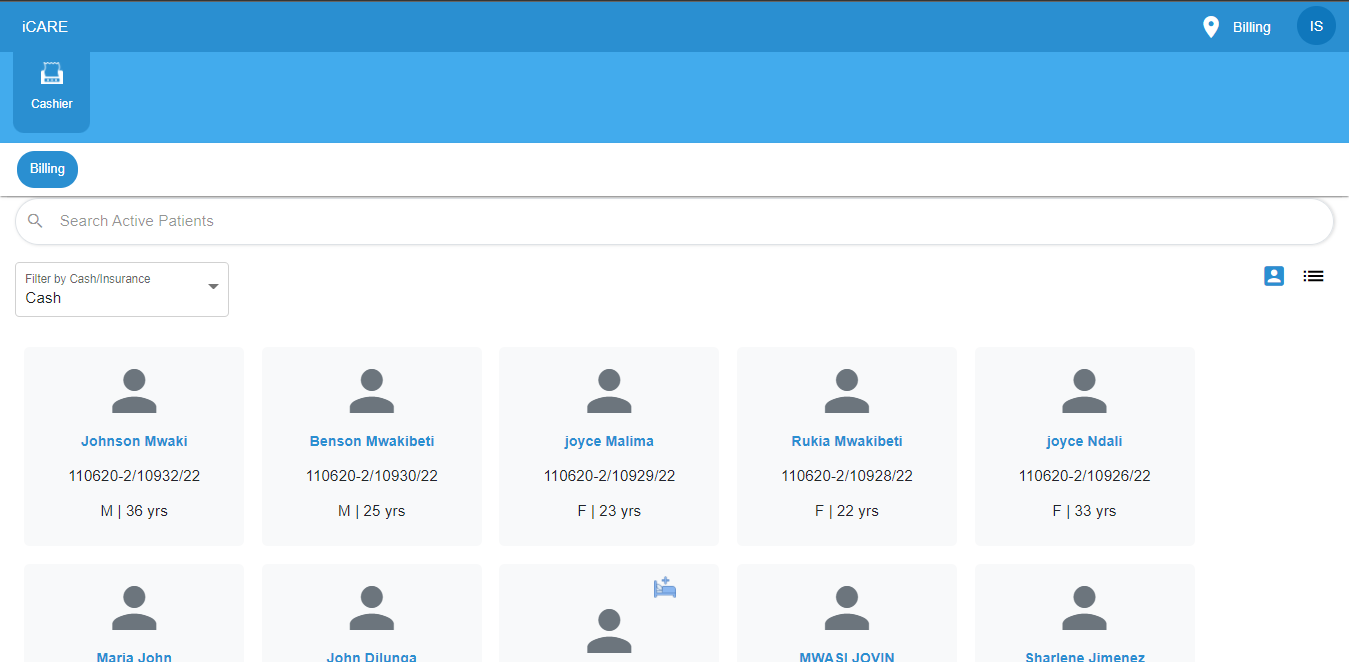 iCARE
Billing
IS
Cashier
Billing
Search Active Patients
Filter by Cash/Insurance
Cash
Johnson Mwaki
110620-2/10932/22
M | 36 yrs
Benson Mwakibeti
110620-2/10930/22
M | 25 yrs
joyce Malima
110620-2/10929/22
F | 23 yrs
Rukia Mwakibeti
110620-2/10928/22
F | 22 yrs
joyce Ndali
110620-2/10926/22
F | 33 yrs
Maria John
John Dilunga
MWASI JOVIN
Sharlene Jimenez